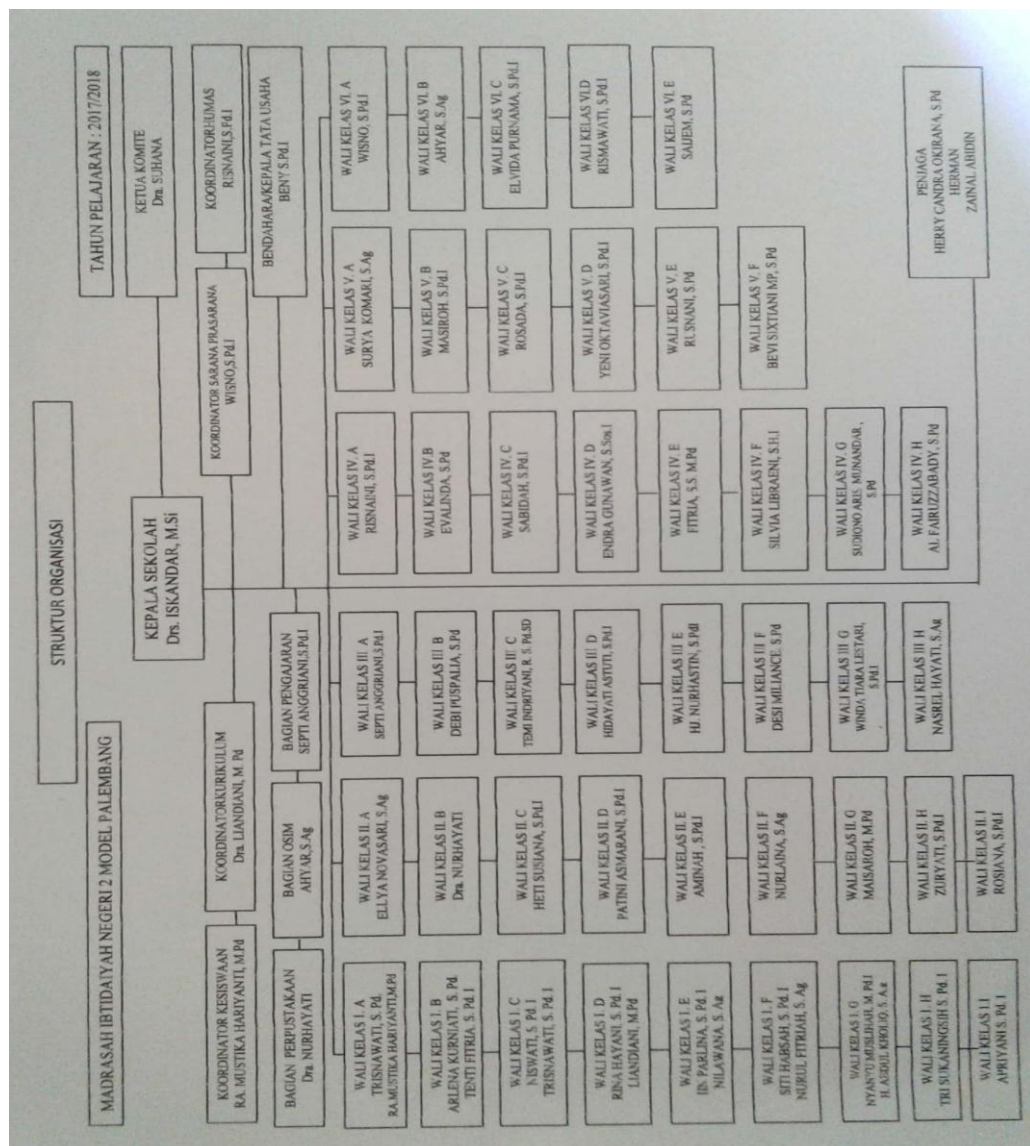 STRUKTUR ORGANISASI
MADRASAH IBTIDAIYAH NEGERI 2 MODEL PALEMBANG
TAHUN PELAJARAN : 2017/2018
KEPALA SEKOLAH
Drs. ISKANDAR, M.Si
KETUA KOMITE
Dra. SUHANA
KOORDINATOR KESISWAAN
RA. MUSTIKA HARIYANTI, M.Pd
KOORDINATORKURIKULUM
Dra. LIANDIANI, M. Pd
KOORDINATOR SARANA PRASARANA
WISNO,S.Pd.I
KOORDINATORHUMAS
RISNAINI,S.Pd.I
BAGIAN PERPUSTAKAAN
Dra. NURHAYATI
BAGIAN OSIM
AHYAR,S.Ag
BAGIAN PENGAJARAN
SEPTI ANGGRIANI,S.Pd.I
BENDAHARA/KEPALA TATA USAHA
BENY S.Pd.I
WALI KELAS I. A
TRISNAWATI, S. Pd.
RA.MUSTIKA HARIYANTI,M.Pd
WALI KELAS II. A
ELLYA NOVASARI, S.Ag
WALI KELAS III. A
SEPTI ANGGRIANI,S.Pd.I
WALI KELAS IV. A
RISNAINI, S.Pd.I
WALI KELAS V. A
SURYA KOMARI, S.Ag
WALI KELAS VI. A
WISNO, S.Pd.I
WALI KELAS I. B
ARLENA KURNIATI, S. Pd.
TENTI FITRIA, S. Pd. I
WALI KELAS II. B
Dra. NURHAYATI
WALI KELAS III B
DEBI PUSPALIA, S.Pd
WALI KELAS IV.B
EVALINDA, S.Pd
WALI KELAS V. B
MASIROH, S.Pd.I
WALI KELAS VI. B
AHYAR, S.Ag
WALI KELAS I. C
NISWATI, S. Pd. I
TRISNAWATI, S. Pd. I
WALI KELAS II. C
HETI SUSIANA, S.Pd.I
WALI KELAS III C
TEMI INDRIYANI, R. S. Pd.SD
WALI KELAS IV. C
SABIDAH, S.Pd.I
WALI KELAS V. C
ROSADA, S.Pd.I
WALI KELAS VI. C
ELVIDA PURNAMA, S.Pd.I
WALI KELAS I. D
RINA HAYANI, S. Pd. I
LIANDIANI, M.Pd
WALI KELAS II. D
PATINI ASMARANI, S.Pd.I
WALI KELAS III D
HIDAYATI ASTUTI, S.Pd.I
WALI KELAS IV. D
ENDRA GUNAWAN, S.Sos.I
WALI KELAS V. D
YENI OKTAVIASARI, S.Pd.I
WALI KELAS VI.D
RISMAWATI, S.Pd.I
WALI KELAS I. E
IIN. PARLINA, S. Pd. I
NILAWANA. S. Ag
WALI KELAS II. E
AMINAH , S.Pd.I
WALI KELAS III E
HJ. NURHASTIN, S.PdI
WALI KELAS IV. E
FITRIA, S.S. M.Pd
WALI KELAS V. E
RUSNANI, S.Pd
WALI KELAS VI. E
SAIJEM, S.Pd
WALI KELAS I. F
SITI HABSAH, S. Pd.I
NURUL FITRIAH, S. Ag
WALI KELAS II. F
NURLAINA, S.Ag
WALI KELAS III F
DESI MILIANCE. S.Pd
WALI KELAS IV. F
SILVIA LIBRAENI, S.H.I
WALI KELAS V. F
BEVI SIXTIANI MP, S.Pd
WALI KELAS I. G
NYANYU MUSLIHAH, M. Pd.I
H. ABDUL KHOLIQ, S. Ag
WALI KELAS II. G
MAISAROH, M.Pd
WALI KELAS III G
WINDA TIARA LESTARI,
S.Pd.I
WALI KELAS IV. G
SUDIONO ARIS MUNANDAR,
S.Pd
WALI KELAS I. H
TRI SUKANINGSIH S. Pd. I
WALI KELAS II. H
ZURYATI, S.Pd.I
WALI KELAS III H
NASREL HAYATI, S.Ag
WALI KELAS IV. H
AL FAIRUZZABADY, S.Pd
WALI KELAS I I
APRIYANI S. Pd. I
WALI KELAS II. I
ROSIANA, S.Pd.I
PENJAGA
HERRY CANDRA OKIRANA, S.Pd
HERMAN
ZAINAL ABIDIN